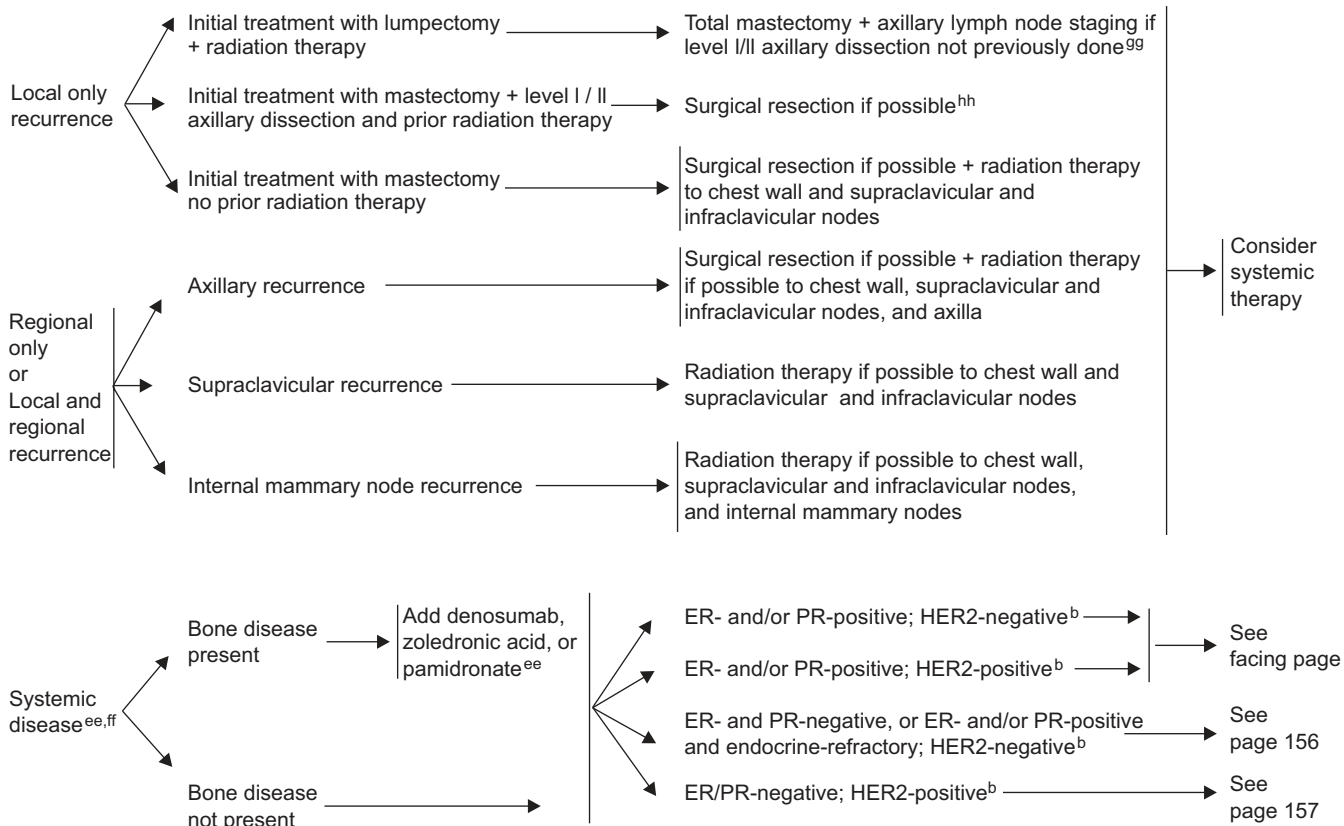 Initial treatment with lumpectomy
+ radiation therapy
Total mastectomy + axillary lymph node staging if
level I/II axillary dissection not previously done gg
Local only
recurrence
Initial treatment with mastectomy + level I / II
axillary dissection and prior radiation therapy
Surgical resection if possible hh
Initial treatment with mastectomy
no prior radiation therapy
Surgical resection if possible + radiation therapy
to chest wall and supraclavicular and
infraclavicular nodes
Regional
only
or
Local and
regional
recurrence
Axillary recurrence
Surgical resection if possible + radiation therapy
if possible to chest wall, supraclavicular and
infraclavicular nodes, and axilla
Supraclavicular recurrence
Radiation therapy if possible to chest wall and
supraclavicular and infraclavicular nodes
Internal mammary node recurrence
Radiation therapy if possible to chest wall,
supraclavicular and infraclavicular nodes,
and internal mammary nodes
Consider
systemic
therapy
Systemic
disease ee,ff
Bone disease
present
Add denosumab,
zoledronic acid, or
pamidronate ee
Bone disease
not present
ER- and/or PR-positive; HER2-negative b
ER- and/or PR-positive; HER2-positive b
See
facing page
ER- and PR-negative, or ER- and/or PR-positive
and endocrine-refractory; HER2-negative b
See
page 156
ER/PR-negative; HER2-positive b
See
page 157